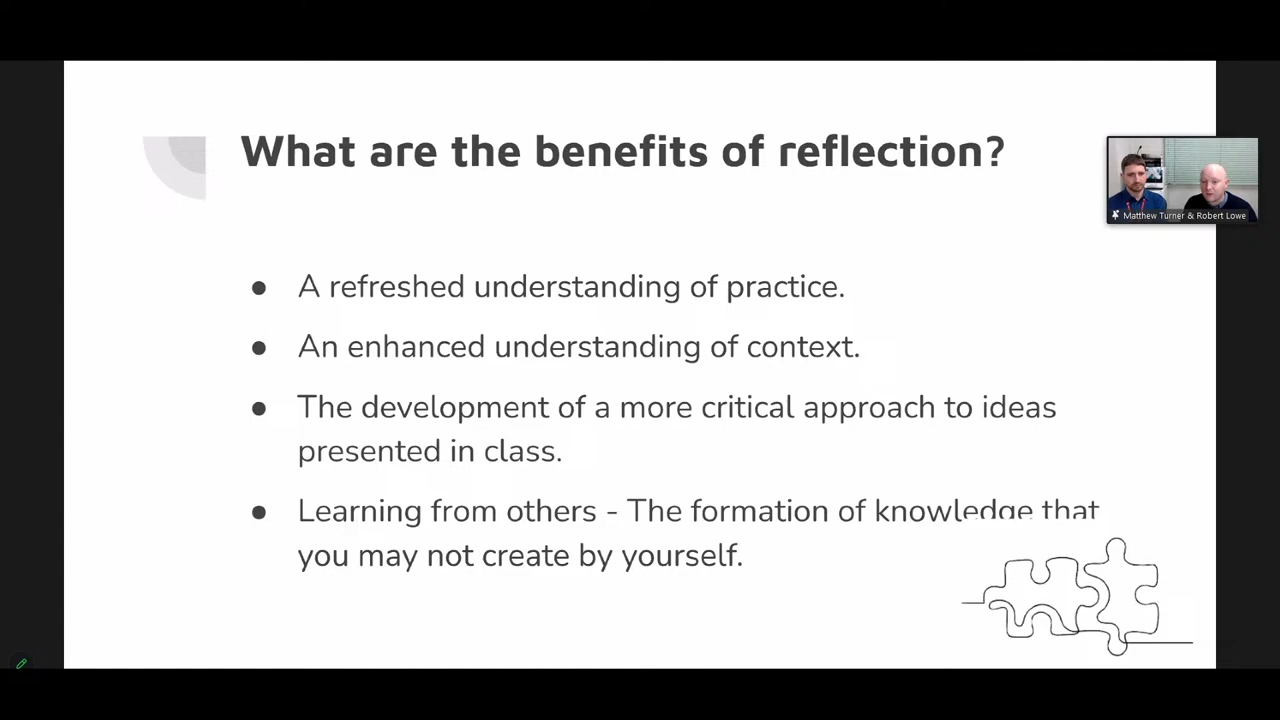 What are the benefits of reflection?
Matthew Turner & Robert Lowe
● A refreshed understanding of practice.
● An enhanced understanding of context.
● The development of a more critical approach to ideas
presented in class.
● Learning from others - The formation of knowledge that
you may not create by yourself.